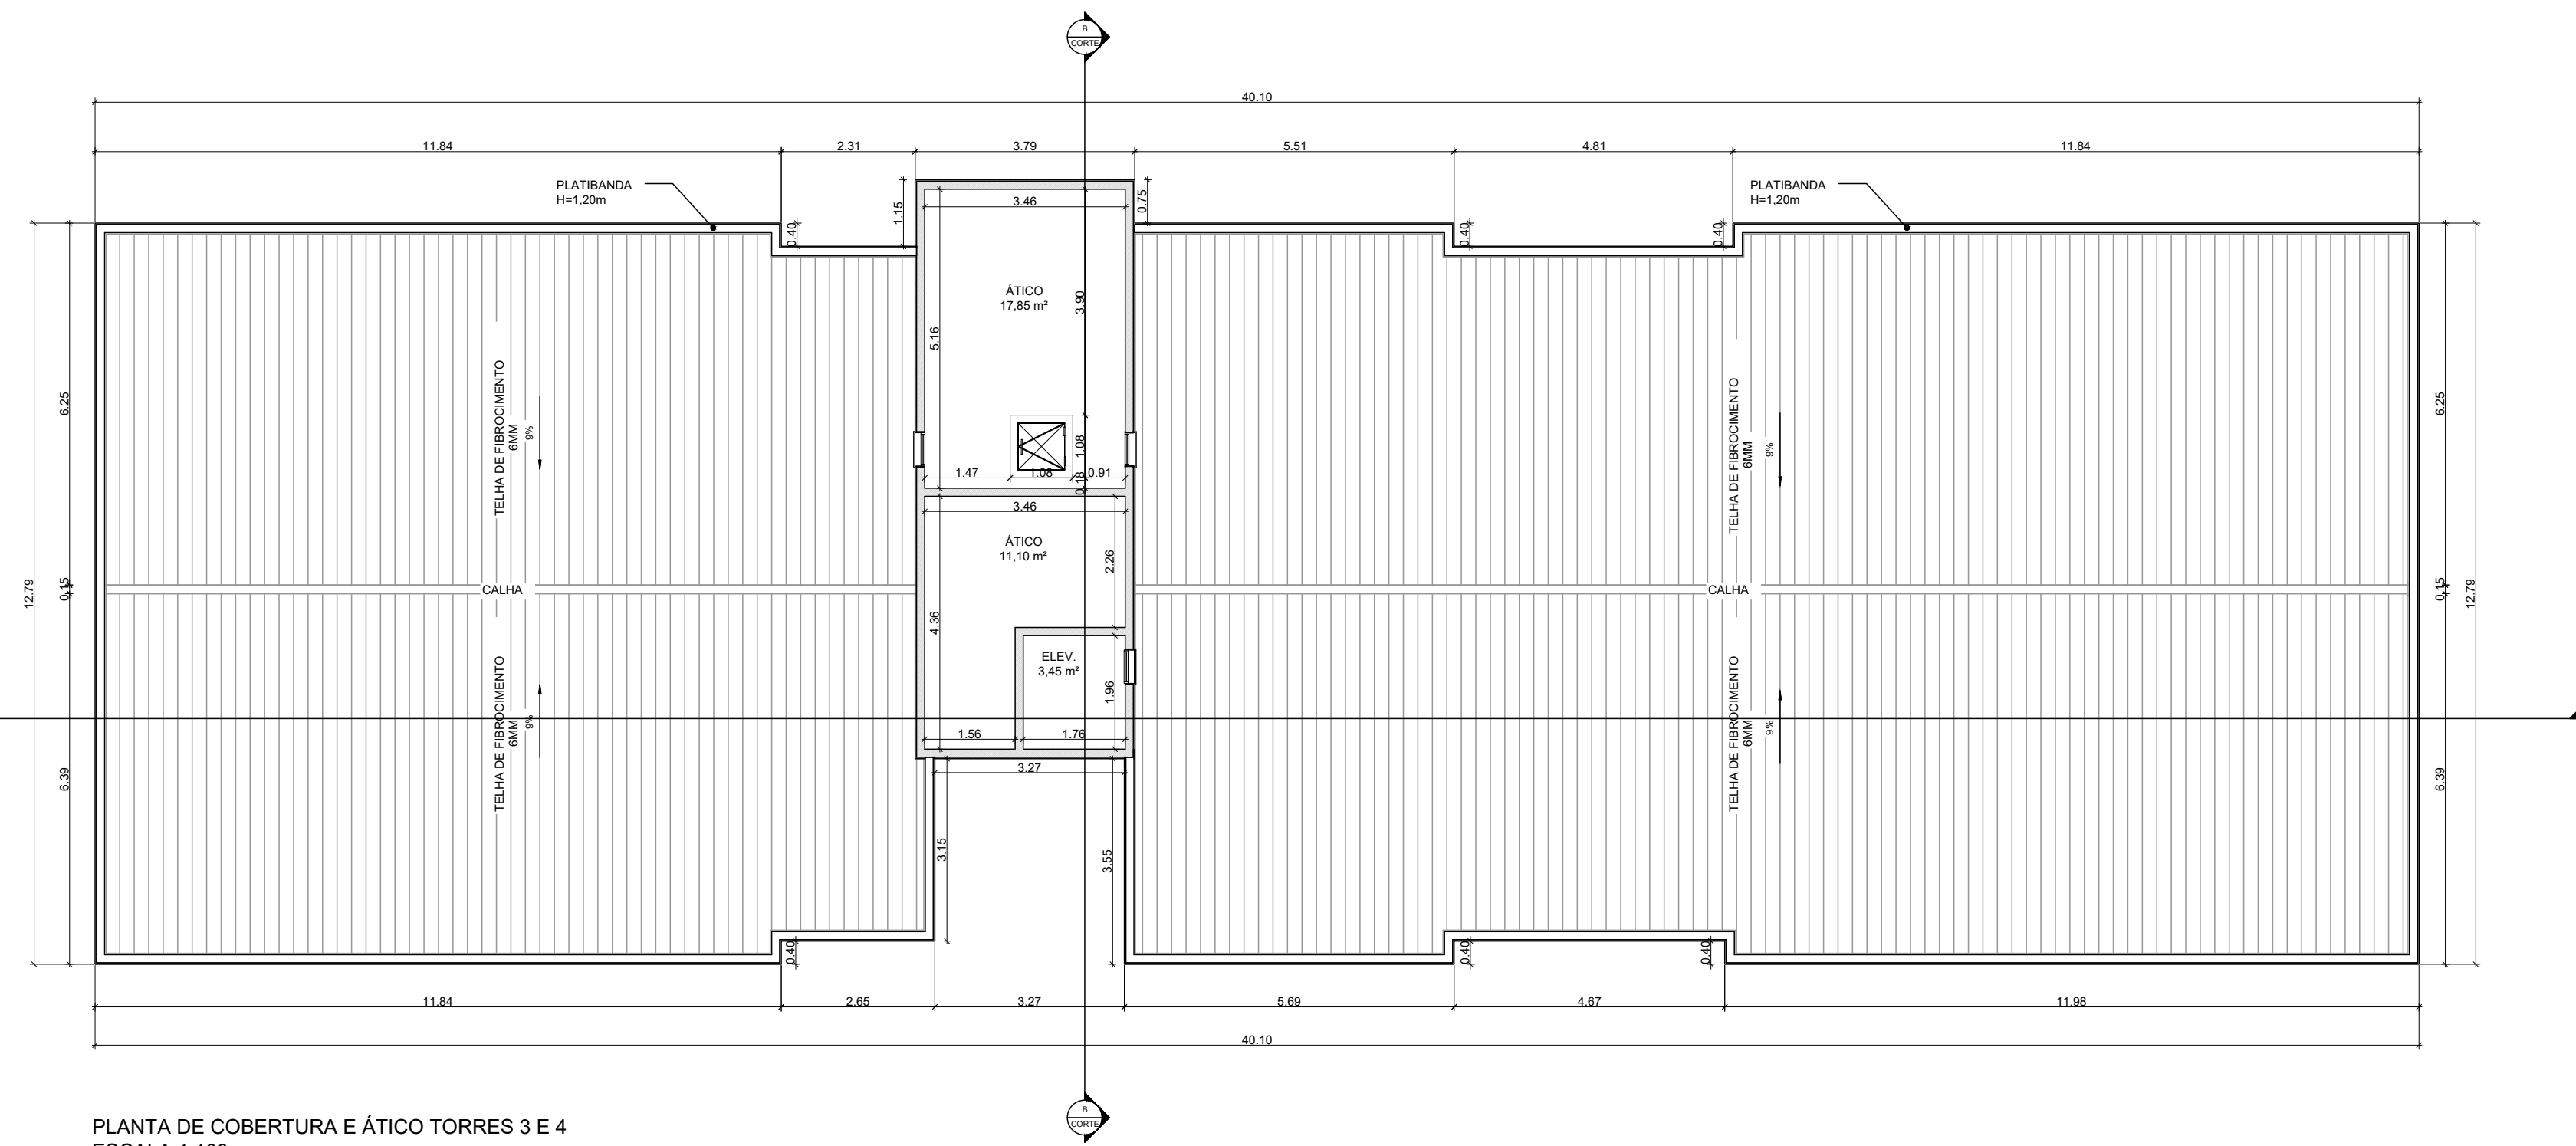 B
CORTE
40.10
11.84
2.31
3.79
5.51
4.81
11.84
PLATIBANDA
H=1,20m
PLATIBANDA
H=1,20m
1.15
0.75
3.46
0.40
0.40
0.40
ÁTICO
17,85 m²
3.90
5.16
6.25
6.25
TELHA DE FIBROCIMENTO
6MM
9%
TELHA DE FIBROCIMENTO
6MM
9%
1.08
1.47
1.08
0.91
0.18
3.46
ÁTICO
11,10 m²
2.26
12.79
0.15
CALHA
CALHA
0.15
12.79
4.36
ELEV.
3,45 m²
1.96
TELHA DE FIBROCIMENTO
6MM
9%
TELHA DE FIBROCIMENTO
6MM
9%
1.56
1.76
3.27
6.39
6.39
3.15
3.55
0.40
0.40
0.40
11.84
2.65
3.27
5.69
4.67
11.98
40.10
B
CORTE
PLANTA DE COBERTURA E ÁTICO TORRES 3 E 4